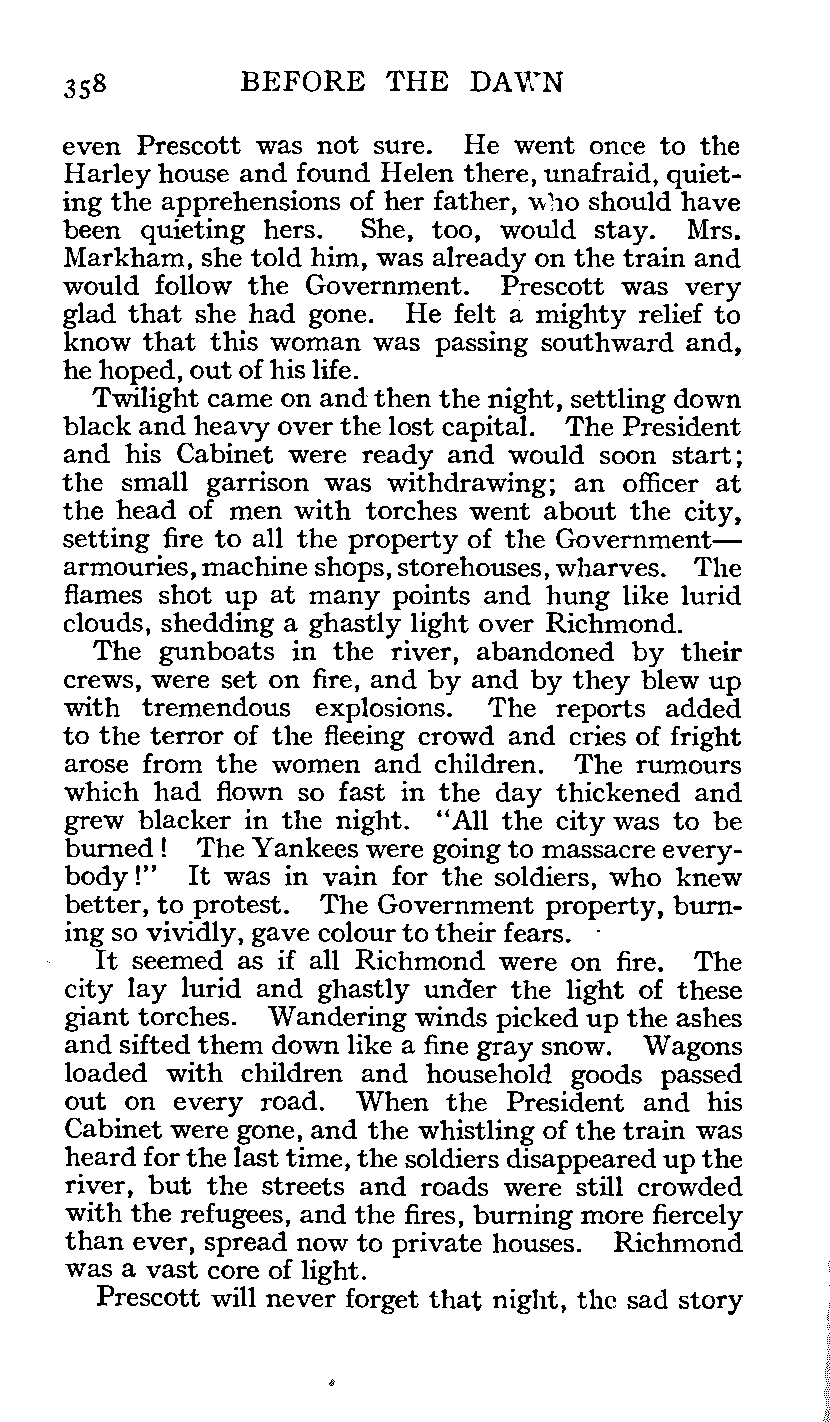 358 BEFORE THE DAWN
even Prescott was not sure. He went once to the
Harley house and found Helen there, unafraid, quiet-
ing the apprehensions of her father, who should have
been quieting hers. She, too, would stay. Mrs.
Markham, she told him, was already on the train and
would follow the Government. Prescott was very
glad that she had gone. He felt a mighty relief to
know that this woman was passing southward and,
he hoped, out of his life.
Twilight came on and then the night, settling down
black and heavy over the lost capital. The President
and his Cabinet were ready and would soon start;
the small garrison was withdrawing; an officer at
the head of men with torches went about the city,
setting fire to all the property of the Government—
armouries, machine shops, storehouses, wharves. The
flames shot up at many points and hung like lurid
clouds, shedding a ghastly light over Richmond.
The gunboats in the river, abandoned by their
crews, were set on fire, and by and by they blew up
with tremendous explosions. The reports added
to the terror of the fleeing crowd and cries of fright
arose from the women and children. The rumours
which had flown so fast in the day thickened and
grew blacker in the night. "All the city was to be
burned! The Yankees were going to massacre every-
body!" It was in vain for the soldiers, who knew
better, to protest. The Government property, burn-
ing so vividly, gave colour to their fears.
It seemed as if all Richmond were on fire. The
city lay lurid and ghastly under the light of these
giant torches. Wandering winds picked up the ashes
and sifted them down like a fine gray snow. Wagons
loaded with children and household goods passed
out on every road. When the President and his
Cabinet were gone, and the whistling of the train was
heard for the last time, the soldiers disappeared up the
river, but the streets and roads were still crowded
with the refugees, and the fires, burning more fiercely
than ever, spread now to private houses. Richmond
was a vast core of light.
Prescott will never forget that night, the sad story